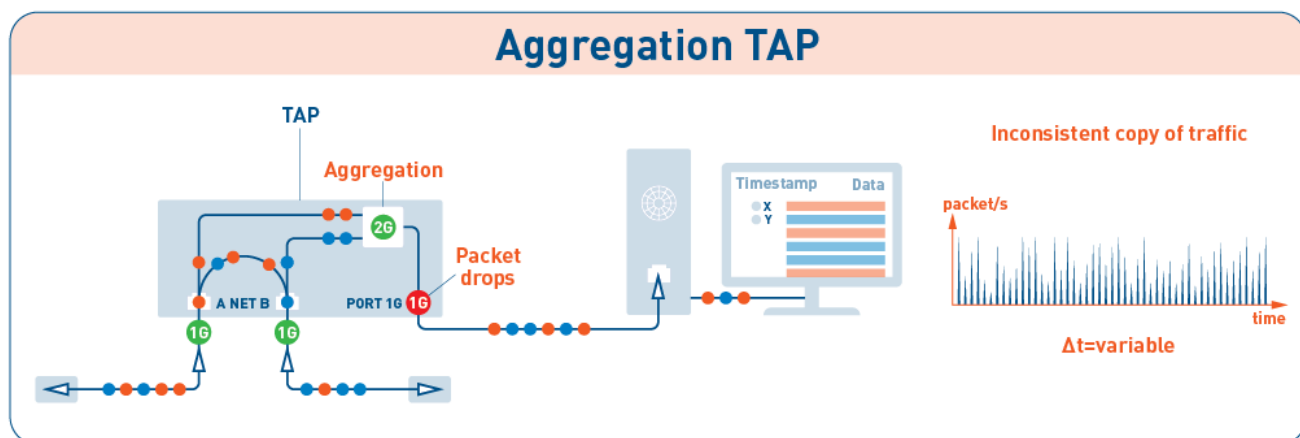 Aggregation TAP
TAP
Aggregation
2G
Packet
drops
A NET B
PORT 1G
1G
1G
1G
Timestamp
Data
X
Y
Inconsistent copy of traffic
packet/s
time
Δt=variable